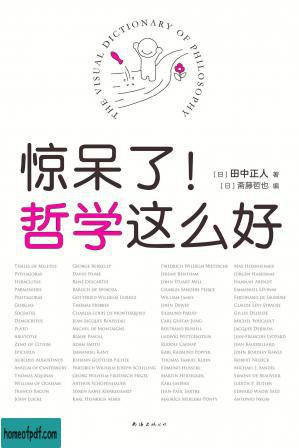 THE VISUAL DICTIONARY OF PHILOSOPHY
惊呆了!
哲学这么好
[日] 田中正人 著
[日] 斋藤哲也 编
THALES OF MILETUS
PYTHAGORAS
HERACLITUS
PARMENIDES
PROTAGORAS
GORGIAS
SOCRATES
DEMOCRITUS
PLATO
ARISTOTLE
ZENO OF CITIUM
EPICURUS
AURELIUS AUGUSTINUS
ANSELM OF CANTERBURY
THOMAS AQUINAS
WILLIAM OF OCKHAM
FRANCIS BACON
JOHN LOCKE
GEORGE BERKELEY
DAVID HUME
RENÉ DESCARTES
BARUCH DE SPINOZA
GOTTFRIED WILHELM LEIBNIZ
THOMAS HOBBES
CHARLES-LOUIS DE MONTESQUIEU
JEAN-JACQUES ROUSSEAU
MICHEL DE MONTAIGNE
BLAISE PASCAL
ADAM SMITH
IMMANUEL KANT
JOHANN GOTTLIEB FICHTE
FRIEDRICH WILHELM JOSEPH SCHELLING
GEORG WILHELM FRIEDRICH HEGEL
ARTHUR SCHOPENHAUER
SØREN AABYE KIERKEGAARD
KARL HEINRICH MARX
FRIEDRICH WILHELM NIETZSCHE
JEREMY BENTHAM
JOHN STUART MILL
CHARLES SANDERS PEIRCE
WILLIAM JAMES
JOHN DEWEY
SIGMUND FREUD
CARL GUSTAV JUNG
BERTRAND RUSSELL
LUDWIG WITTGENSTEIN
RUDOLF CARNAP
KARL RAIMUND POPPER
THOMAS SAMUEL KUHN
EDMUND HUSSERL
MARTIN HEIDEGGER
KARL JASPERS
JEAN-PAUL SARTRE
MAURICE MERLEAU-PONTY
MAX HORKHEIMER
JÜRGEN HABERMAS
HANNAH ARENDT
EMMANUEL LÉVINAS
FERDINAND DE SAUSSURE
CLAUDE LÉVI-STRAUSS
GILLES DELEUZE
MICHEL FOUCAULT
JACQUES DERRIDA
JEAN-FRANÇOIS LYOTARD
JEAN BAUDRILLARD
JOHN BORDLEY RAWLS
ROBERT NOZICK
MICHAEL J. SANDEL
SIMONE DE BEAUVOIR
JUDITH P. BUTLER
EDWARD WADIE SAID
ANTONIO NEGRI
南海出版公司
homeofpdf.com